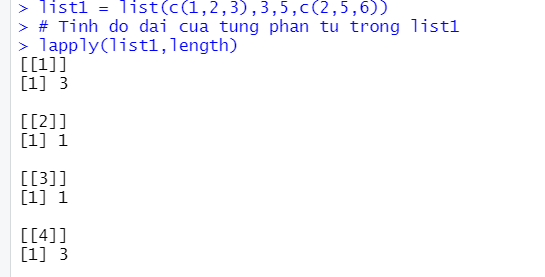 > list1 = list(c(1,2,3),3,5,c(2,5,6))
> # Tinh do dai cua tung phan tu trong list1
> lapply(list1,length)
[[1]]
[1] 3
[[2]]
[1] 1
[[3]]
[1] 1
[[4]]
[1] 3